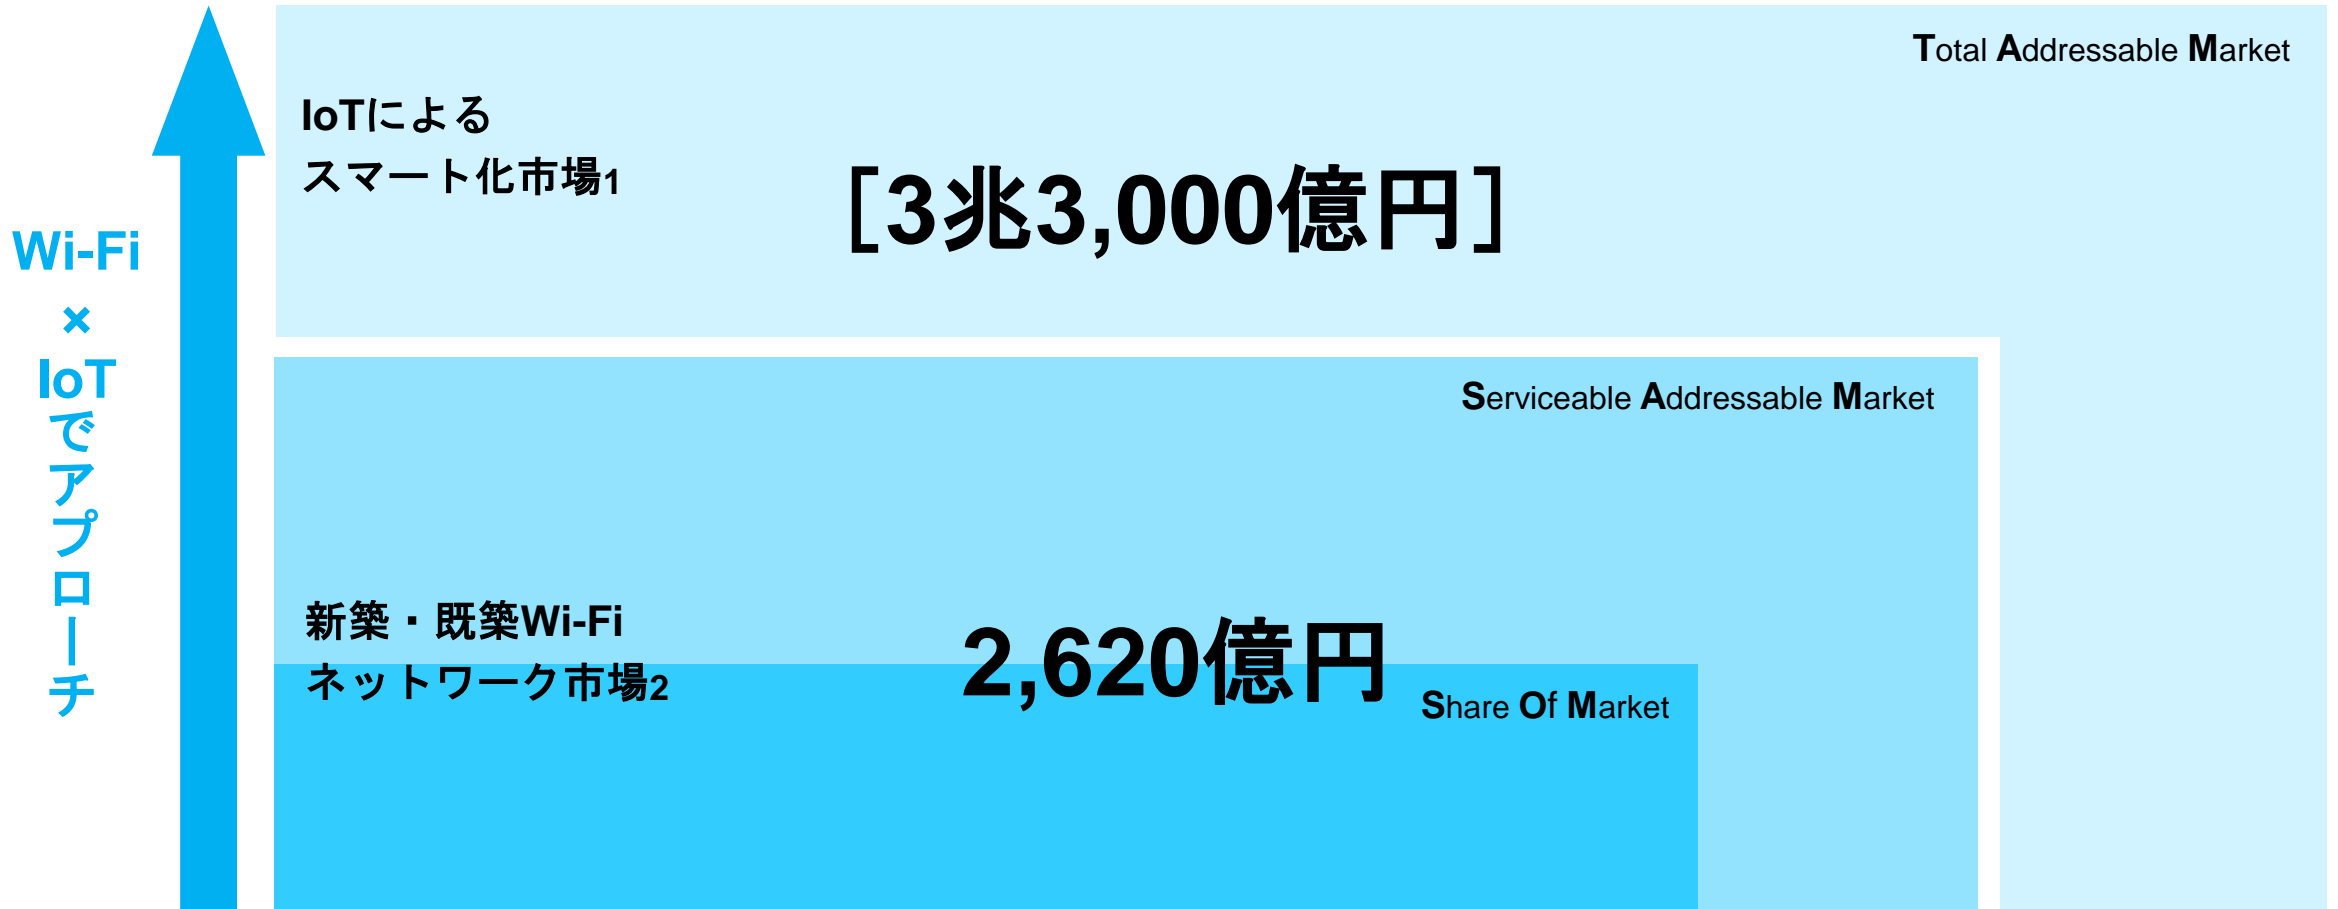 Total Addressable Market
IoTによる
スマート化市場1
［3兆3,000億円］
Wi-Fi
×
IoT
でアプローチ
Serviceable Addressable Market
新築・既築Wi-Fi
ネットワーク市場2
2,620億円
Share Of Market